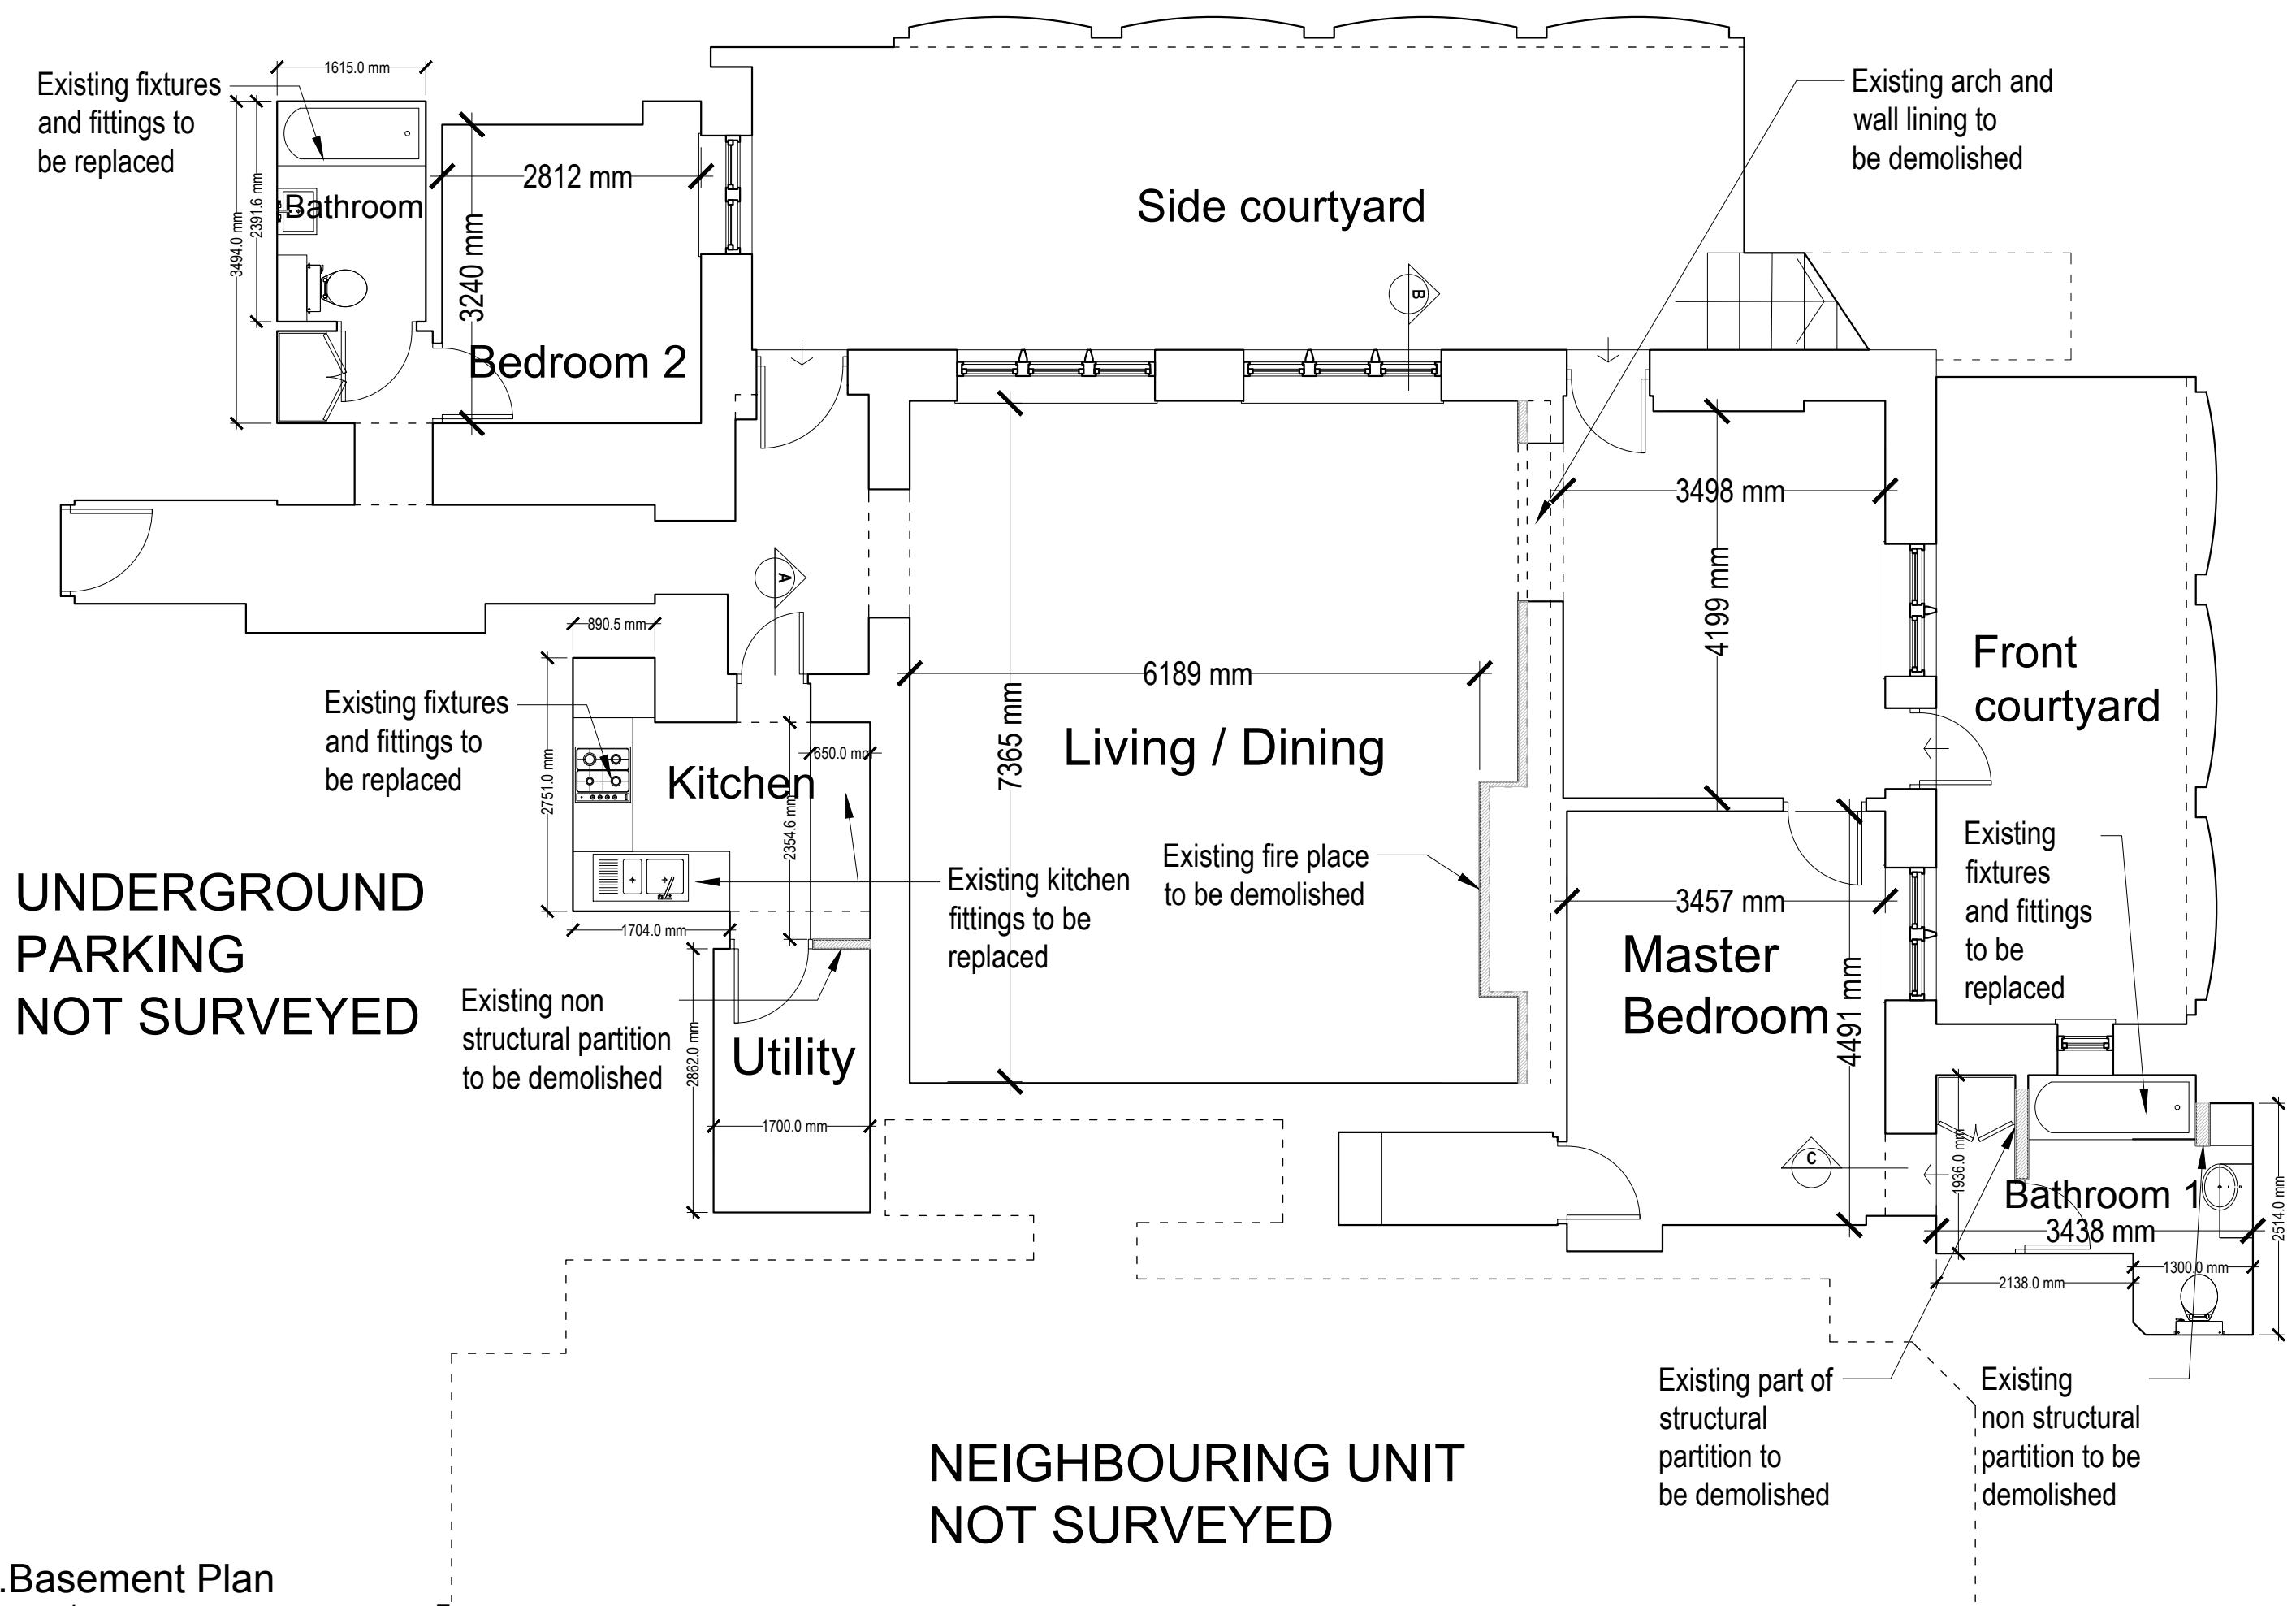 1615.0 mm
Existing fixtures
and fittings to
be replaced
Existing arch and
wall lining to
be demolished
2812 mm
Bathroom
Side courtyard
3494.0 mm
2391.6 mm
3240 mm
B
Bedroom 2
3498 mm
A
4199 mm
890.5 mm
Front
courtyard
6189 mm
Existing fixtures
and fittings to
be replaced
7365 mm
Living / Dining
650.0 mm
Kitchen
2751.0 mm
2354.6 mm
Existing
fixtures
and fittings
to be
replaced
Existing fire place
to be demolished
Existing kitchen
fittings to be
replaced
UNDERGROUND
PARKING
NOT SURVEYED
3457 mm
1704.0 mm
Master
Bedroom
4491 mm
Existing non
structural partition
to be demolished
2862.0 mm
Utility
1700.0 mm
C
1936.0 mm
Bathroom 1
3438 mm
2514.0 mm
1300.0 mm
2138.0 mm
Existing part of
structural
partition to
be demolished
Existing
non structural
partition to be
demolished
NEIGHBOURING UNIT
NOT SURVEYED
.Basement Plan